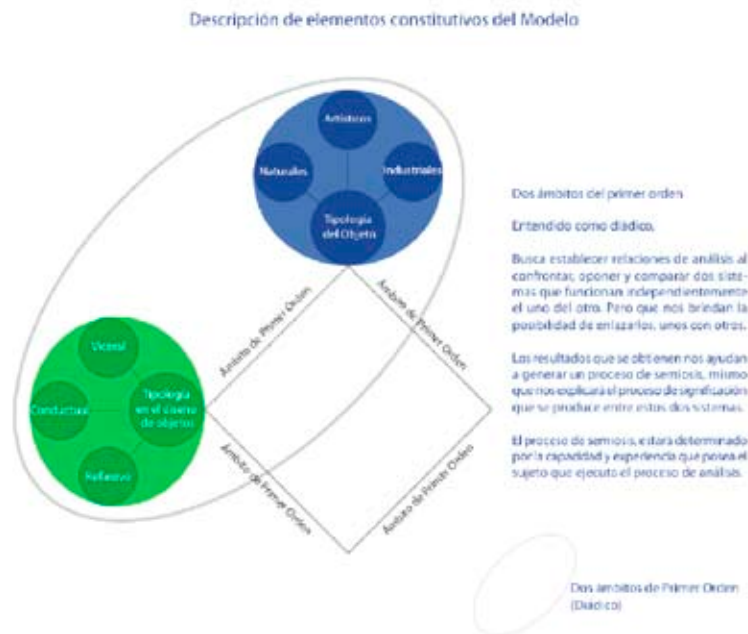 Descripción de elementos constitutivos del Modelo
Artísticos
Naturales
Industriales
Tipología
del Objeto
Viceral
Conductual
Tipología
en el diseño
de objetos
Reflexivo
Ámbito de Primer Orden
Ámbito de Primer Orden
Ámbito de Primer Orden
Ámbito de Primer Orden
Dos ámbitos del primer orden
Entendido como diádico.
Busca establecer relaciones de análisis al
confrontar, oponer y comparar dos siste-
mas que funcionan independientemente
el uno del otro. Pero que nos brindan la
posibilidad de enlazarlos, unos con otros.
Los resultados que se obtienen nos ayudan
a generar un proceso de semiosis, mismo
que nos explicará el proceso de significación
que se produce entre estos dos sistemas.
El proceso de semiosis, estará determinado
por la capacidad y experiencia que posea el
sujeto que ejecuta el proceso de análisis.
Dos ámbitos de Primer Orden
(Diádico)